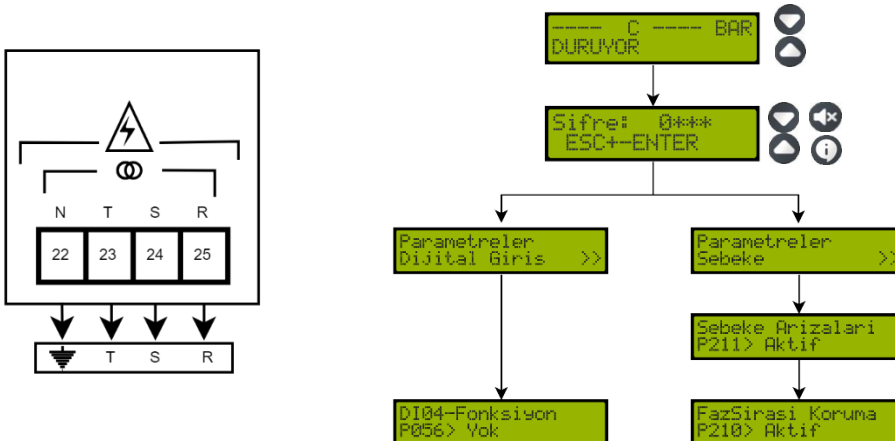 N T S R
22 23 24 25
T S R
---- C ---- BAR
DURUYOR
Sifre: 0***
ESC+-ENTER
Parametreler
Dijital Giris >>
DI04-Fonksiyon
P056> Yok
Parametreler
Sebeke >>
Sebeke Arizalari
P211> Aktif
FazSirasi Koruma
P210> Aktif